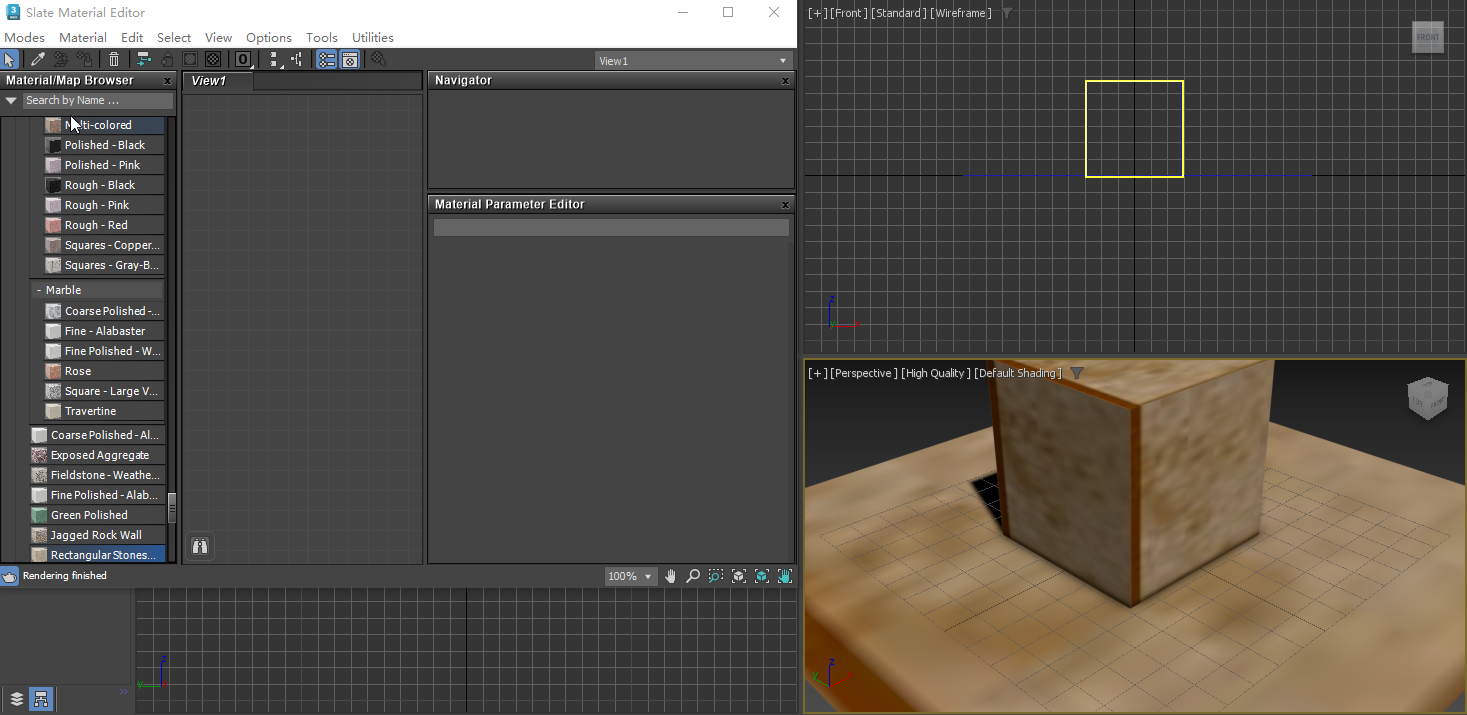 Slate Material Editor
Modes Material Edit Select View Options Tools Utilities
View1
Material/Map Browser x
Search by Name ...
Multi-colored
Polished - Black
Polished - Pink
Rough - Black
Rough - Pink
Rough - Red
Squares - Copper...
Squares - Gray-B...
- Marble
Coarse Polished -...
Fine - Alabaster
Fine Polished - W...
Rose
Square - Large V...
Travertine
Coarse Polished - Al...
Exposed Aggregate
Fieldstone - Weathe...
Fine Polished - Alab...
Green Polished
Jagged Rock Wall
Rectangular Stones...
View1
Navigator x
Material Parameter Editor x
Rendering finished
100%
z
y
[+] [Front ] [Standard ] [Wireframe ]
FRONT
z
y x
[+] [Perspective ] [High Quality ] [Default Shading ]
z
y